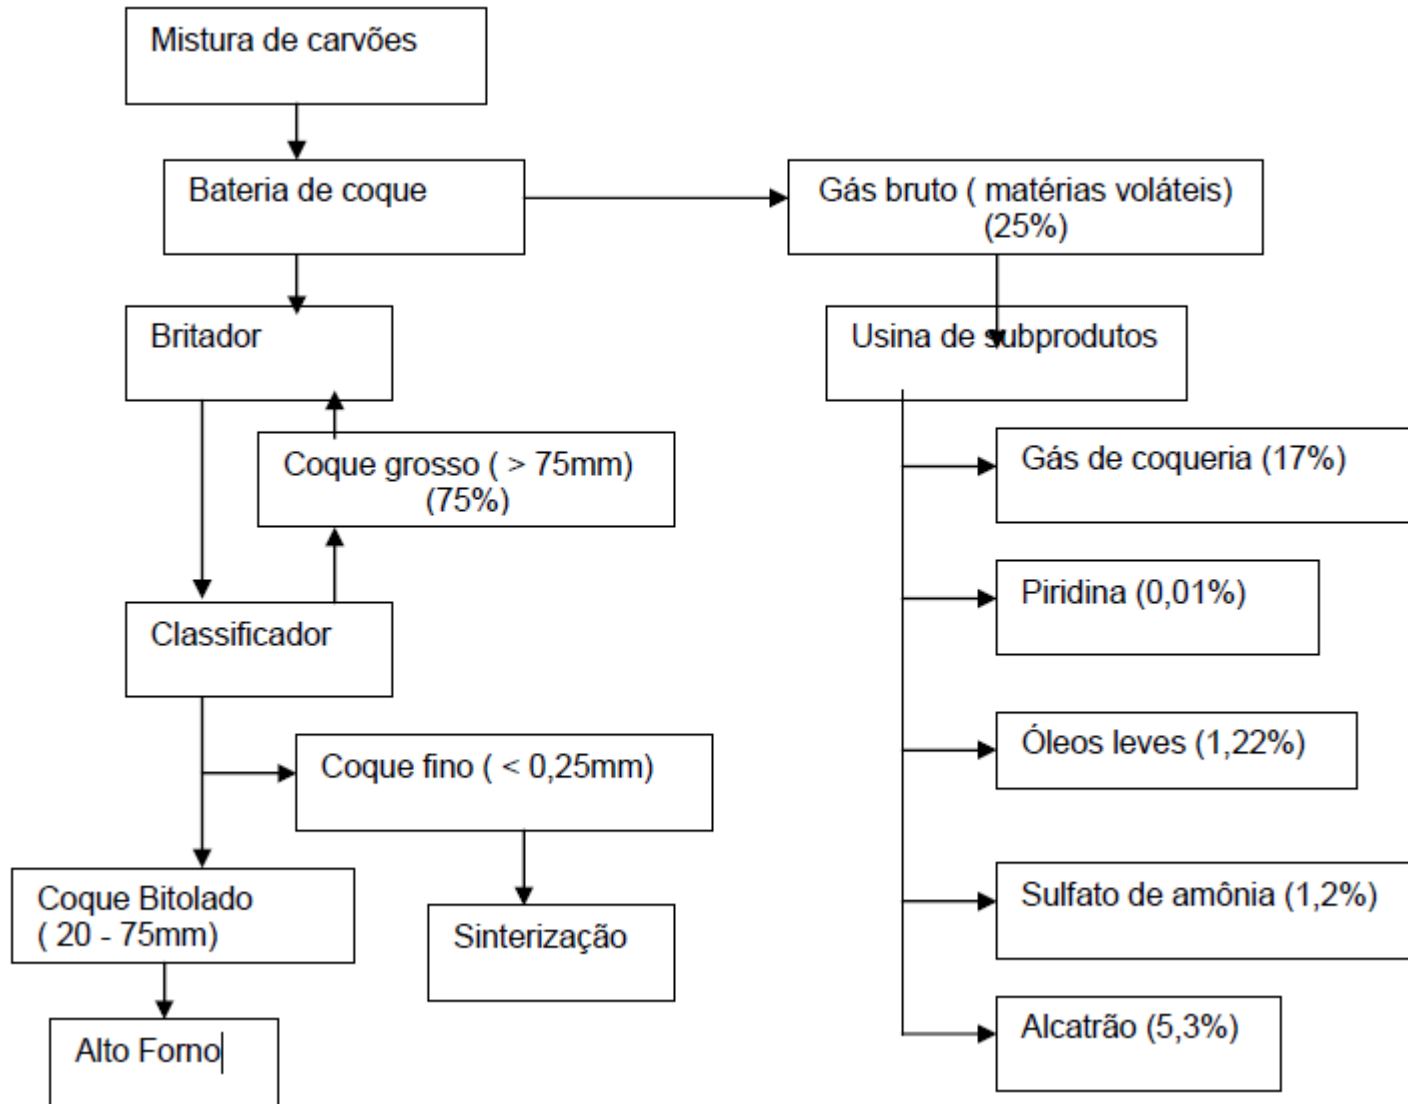 Mistura de carvões
Bateria de coque
Gás bruto ( matérias voláteis)
(25%)
Britador
Usina de subprodutos
Coque grosso ( > 75mm)
(75%)
Gás de coqueria (17%)
Piridina (0,01%)
Classificador
Óleos leves (1,22%)
Coque fino ( < 0,25mm)
Coque Bitolado
( 20 - 75mm)
Sulfato de amônia (1,2%)
Sinterização
Alcatrão (5,3%)
Alto Forno